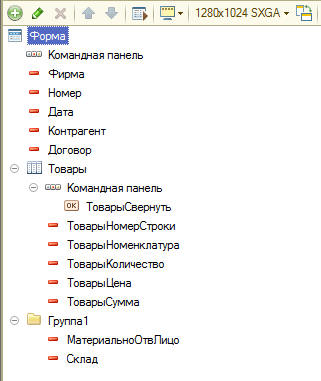 1280x1024 SXGA
Форма
Командная панель
Фирма
Номер
Дата
Контрагент
Договор
Товары
Командная панель
OK ТоварыСвернуть
ТоварыНомерСтроки
ТоварыНоменклатура
ТоварыКоличество
ТоварыЦена
ТоварыСумма
Группа1
МатериальноОтвЛицо
Склад